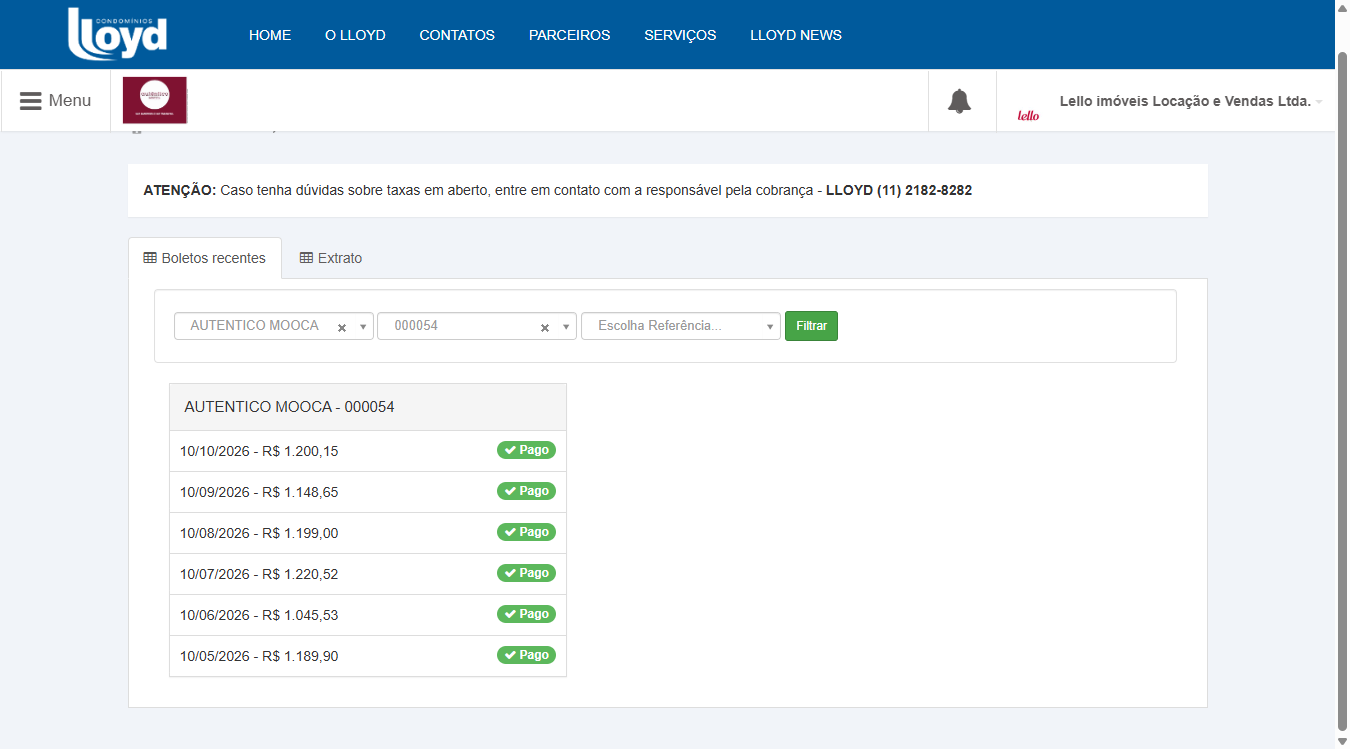 CONDOMÍNIOS
Lloyd
HOME O LLOYD CONTATOS PARCEIROS SERVIÇOS LLOYD NEWS
Menu
autêntico
lello
Lello imóveis Locação e Vendas Ltda.
ATENÇÃO: Caso tenha dúvidas sobre taxas em aberto, entre em contato com a responsável pela cobrança - LLOYD (11) 2182-8282
Boletos recentes Extrato
AUTENTICO MOOCA × 000054 × Escolha Referência... Filtrar
AUTENTICO MOOCA - 000054
10/10/2026 - R$ 1.200,15 Pago
10/09/2026 - R$ 1.148,65 Pago
10/08/2026 - R$ 1.199,00 Pago
10/07/2026 - R$ 1.220,52 Pago
10/06/2026 - R$ 1.045,53 Pago
10/05/2026 - R$ 1.189,90 Pago